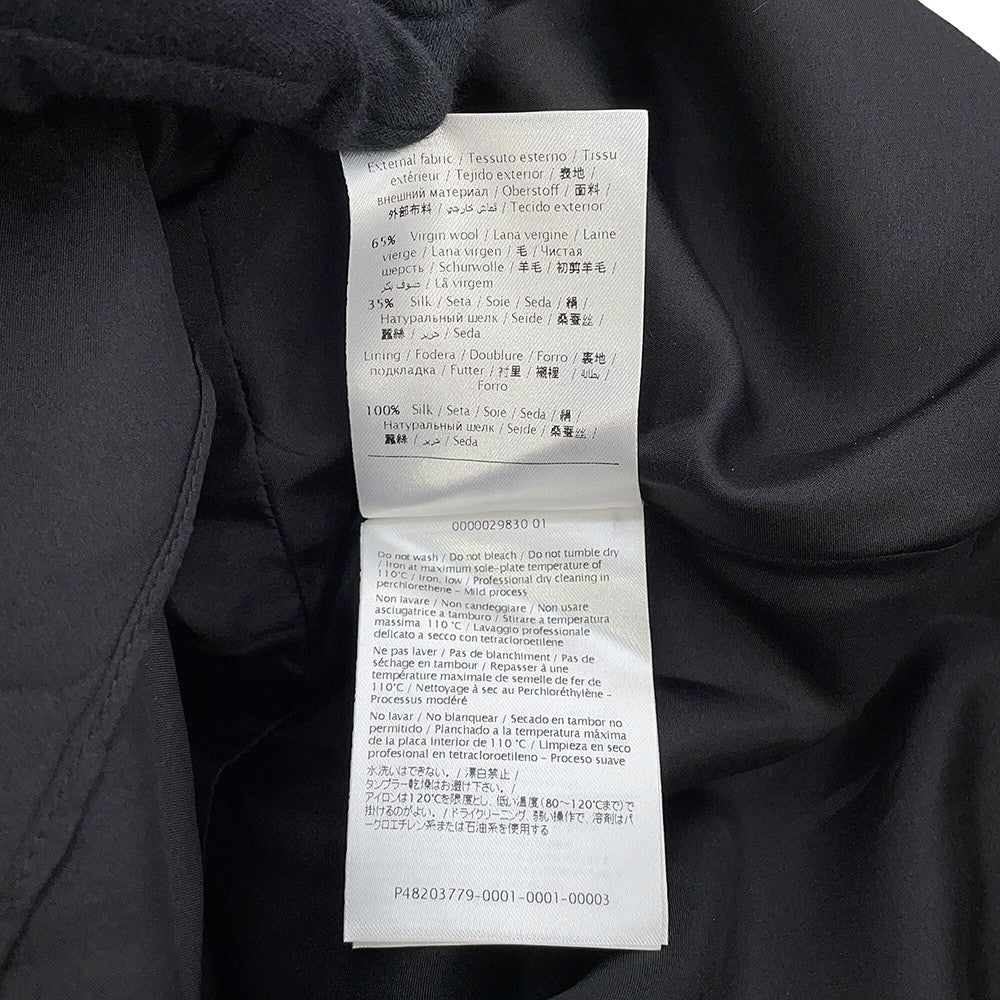 External fabric / Tessuto esterno / Tissu
extérieur / Tejido exterior / 表地 /
внешний материал / Oberstoff / 面料 /
外部布料 / قماش خارجي / Tecido exterior
65% Virgin wool / Lana vergine / Laine
vierge / Lana virgen / 毛 / Чистая
шерсть / Schurwolle / 羊毛 / 初剪羊毛 /
صوف بكر / Lã virgem
35% Silk / Seta / Soie / Seda / 絹 /
Натуральный шелк / Seide / 桑蚕丝 /
蠶絲 / حرير / Seda
Lining / Fodera / Doublure / Forro / 裏地 /
подкладка / Futter / 衬里 / 襯裡 / بطانة /
Forro
100% Silk / Seta / Soie / Seda / 絹 /
Натуральный шелк / Seide / 桑蚕丝 /
蠶絲 / حرير / Seda
0000029830 01
Do not wash / Do not bleach / Do not tumble dry
/ Iron at maximum sole-plate temperature of
110°C / Iron, low / Professional dry cleaning in
perchlorethene - Mild process
Non lavare / Non candeggiare / Non usare
asciugatrice a tamburo / Stirare a temperatura
massima 110 °C / Lavaggio professionale
delicato a secco con tetracloroetilene
Ne pas laver / Pas de blanchiment / Pas de
séchage en tambour / Repasser à une
température maximale de semelle de fer de
110°C / Nettoyage à sec au Perchloréthylène -
Processus modéré
No lavar / No blanquear / Secado en tambor no
permitido / Planchado a la temperatura máxima
de la placa interior de 110 °C / Limpieza en seco
profesional en tetracloroetileno - Proceso suave
水洗いはできない。/ 漂白禁止 /
タンブラー乾燥はお避け下さい。/
アイロンは120℃を限度とし、低い温度(80～120℃まで)で
掛けるのがよい。/ ドライクリーニング、弱い操作で、溶剤はパ
ークロエチレン系または石油系を使用する
P48203779-0001-0001-00003